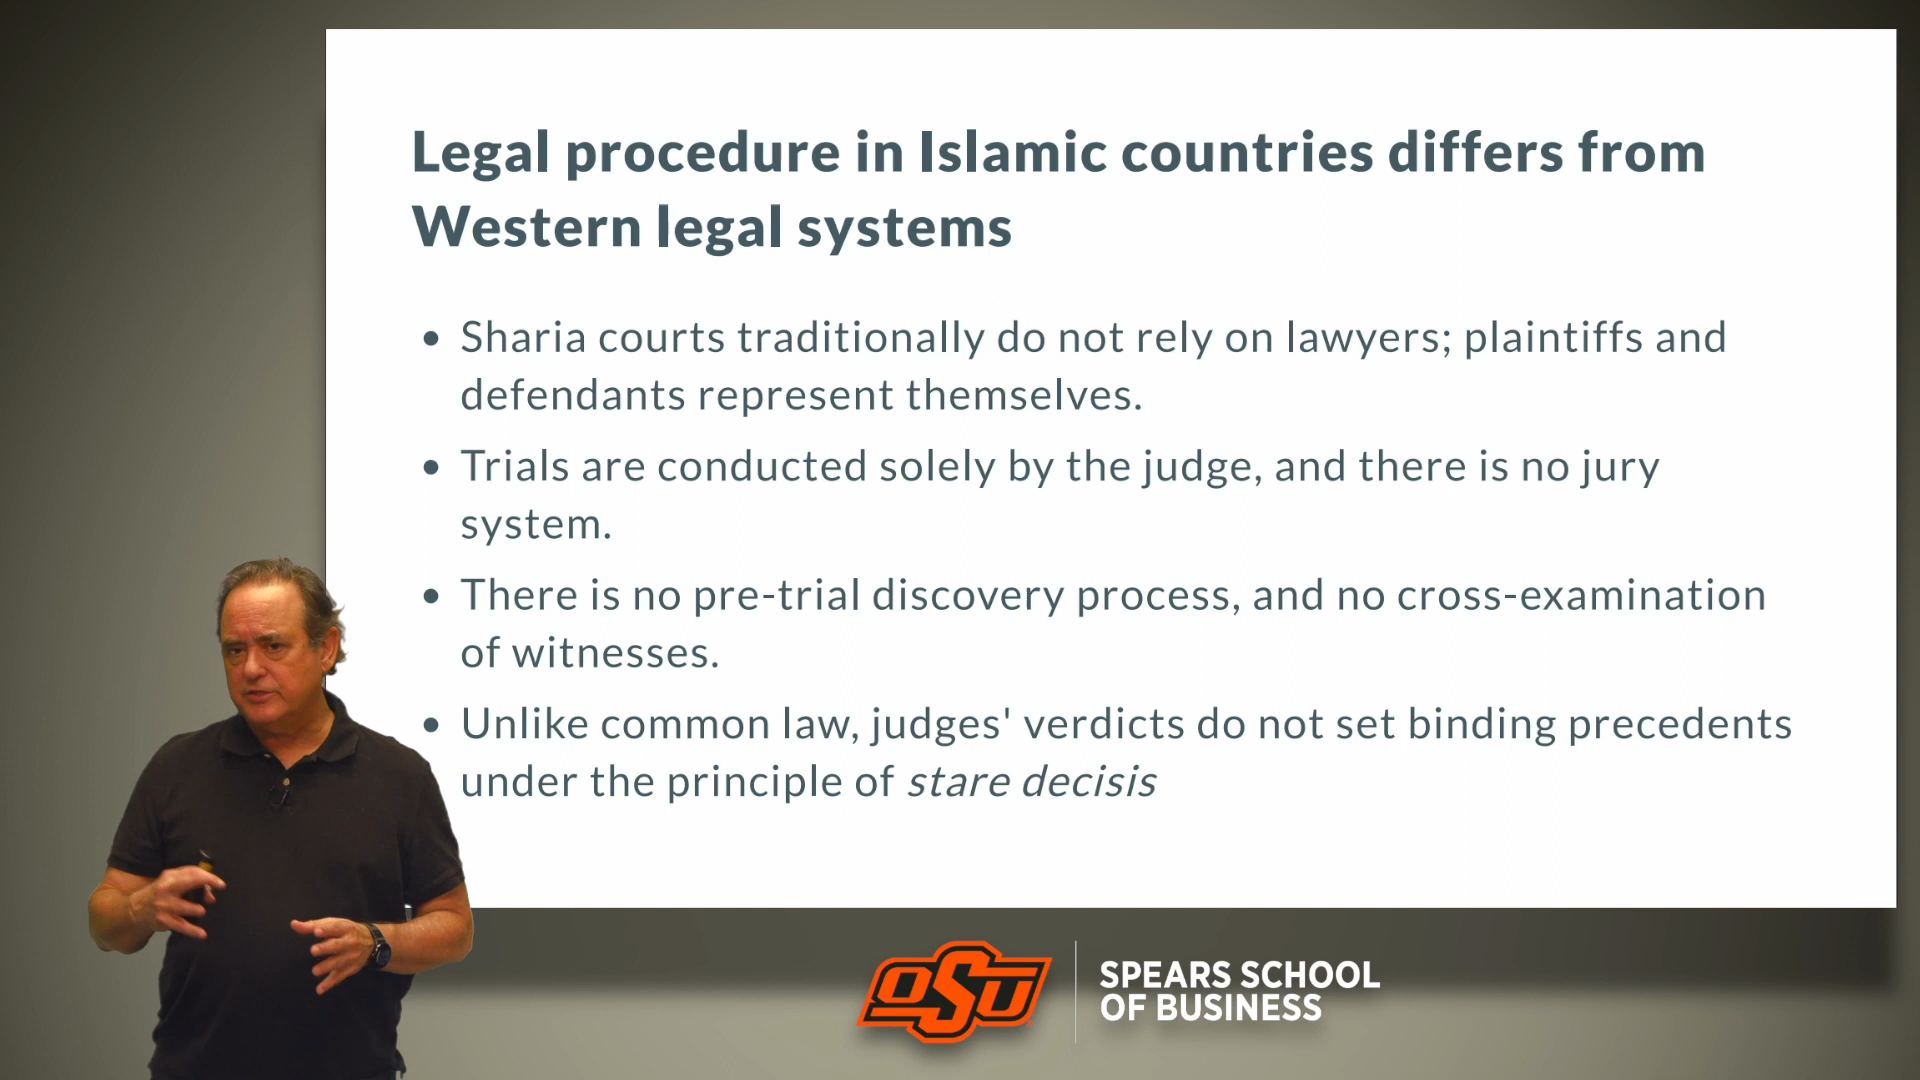 Legal procedure in Islamic countries differs from
Western legal systems
• Sharia courts traditionally do not rely on lawyers; plaintiffs and
defendants represent themselves.
• Trials are conducted solely by the judge, and there is no jury
system.
• There is no pre-trial discovery process, and no cross-examination
of witnesses.
• Unlike common law, judges' verdicts do not set binding precedents
under the principle of stare decisis
OSU
SPEARS SCHOOL
OF BUSINESS